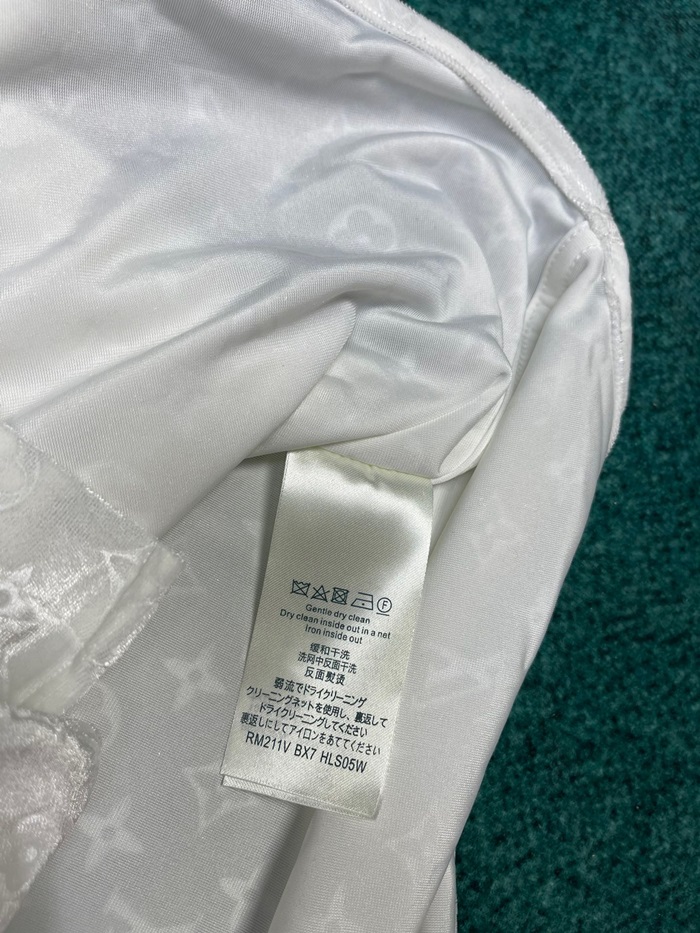 F
Gentle dry clean
Dry clean inside out in a net
Iron inside out
缓和干洗
洗网中反面干洗
反面熨烫
弱流でドライクリーニング
クリーニングネットを使用し、裏返して
ドライクリーニングしてください
裏返しにしてアイロンをあててください
RM211V BX7 HLS05W